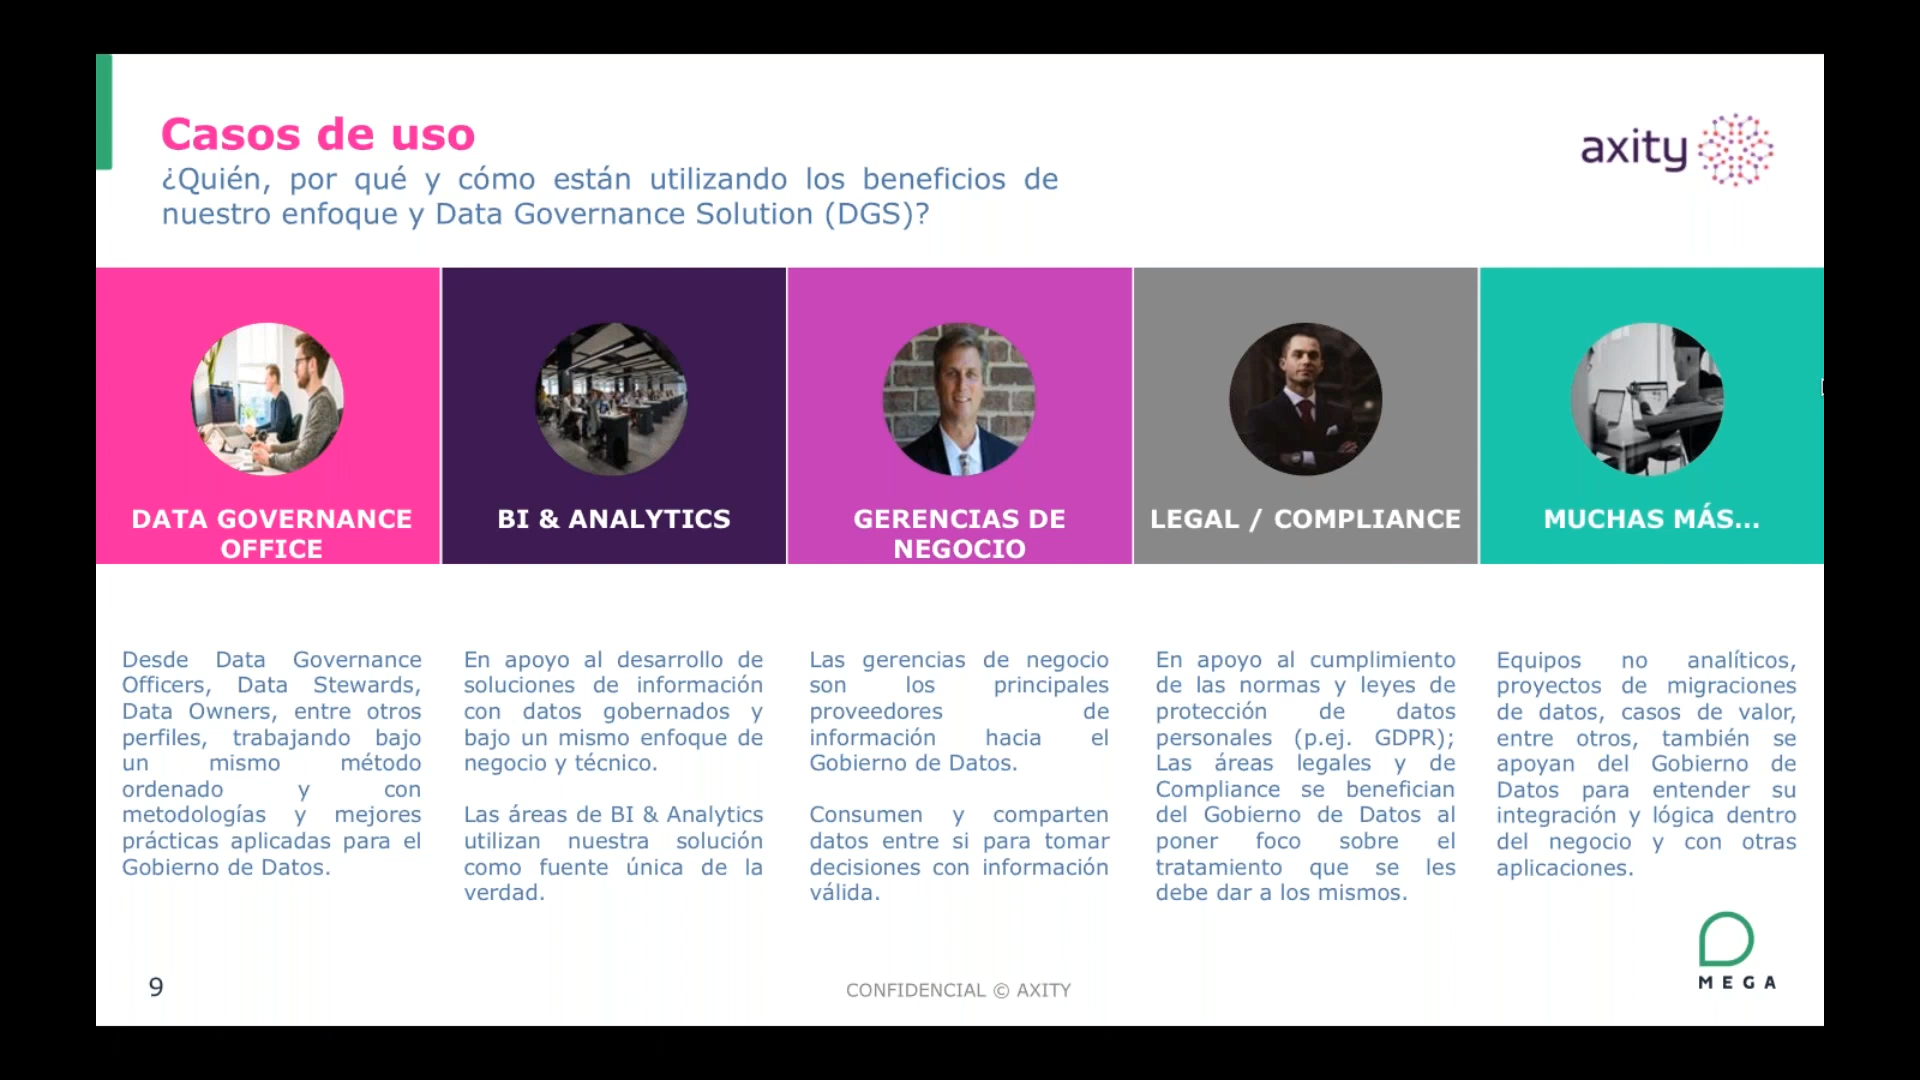 Casos de uso
¿Quién, por qué y cómo están utilizando los beneficios de
nuestro enfoque y Data Governance Solution (DGS)?
axity
DATA GOVERNANCE
OFFICE
BI & ANALYTICS
GERENCIAS DE
NEGOCIO
LEGAL / COMPLIANCE
MUCHAS MÁS...
Desde Data Governance
Officers, Data Stewards,
Data Owners, entre otros
perfiles, trabajando bajo
un mismo método
ordenado y con
metodologías y mejores
prácticas aplicadas para el
Gobierno de Datos.
En apoyo al desarrollo de
soluciones de información
con datos gobernados y
bajo un mismo enfoque de
negocio y técnico.
Las áreas de BI & Analytics
utilizan nuestra solución
como fuente única de la
verdad.
Las gerencias de negocio
son los principales
proveedores de
información hacia el
Gobierno de Datos.
Consumen y comparten
datos entre si para tomar
decisiones con información
válida.
En apoyo al cumplimiento
de las normas y leyes de
protección de datos
personales (p.ej. GDPR);
Las áreas legales y de
Compliance se benefician
del Gobierno de Datos al
poner foco sobre el
tratamiento que se les
debe dar a los mismos.
Equipos no analíticos,
proyectos de migraciones
de datos, casos de valor,
entre otros, también se
apoyan del Gobierno de
Datos para entender su
integración y lógica dentro
del negocio y con otras
aplicaciones.
9
CONFIDENCIAL © AXITY
MEGA